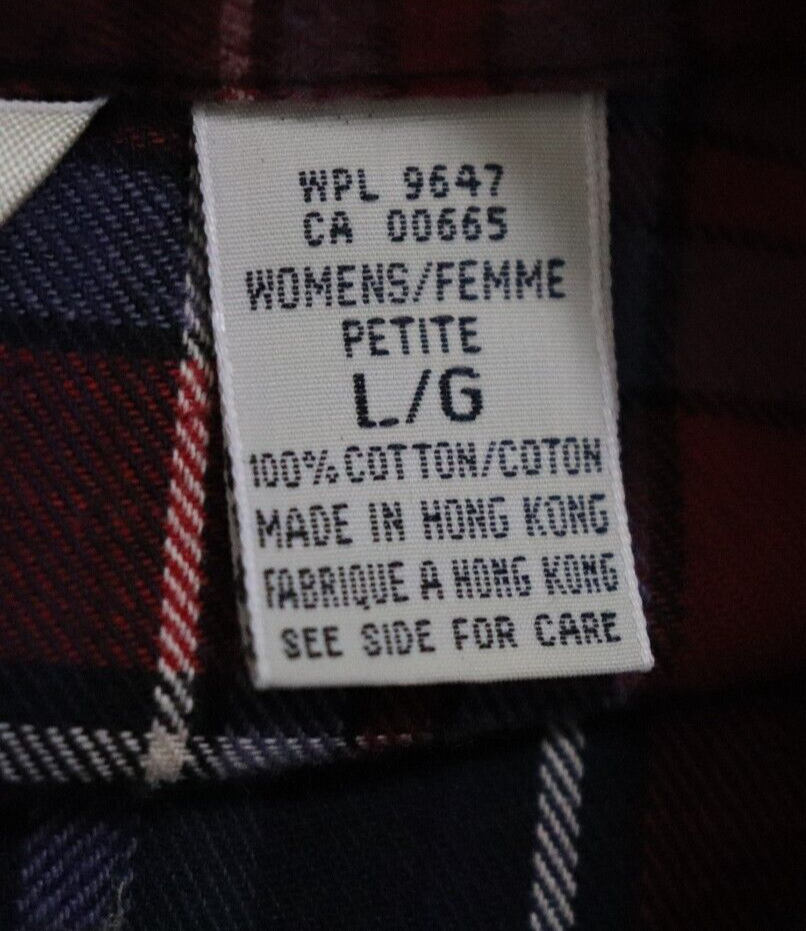 WPL 9647
CA 00665
WOMENS/FEMME
PETITE
L/G
100% COTTON/COTON
MADE IN HONG KONG
FABRIQUE A HONG KONG
SEE SIDE FOR CARE